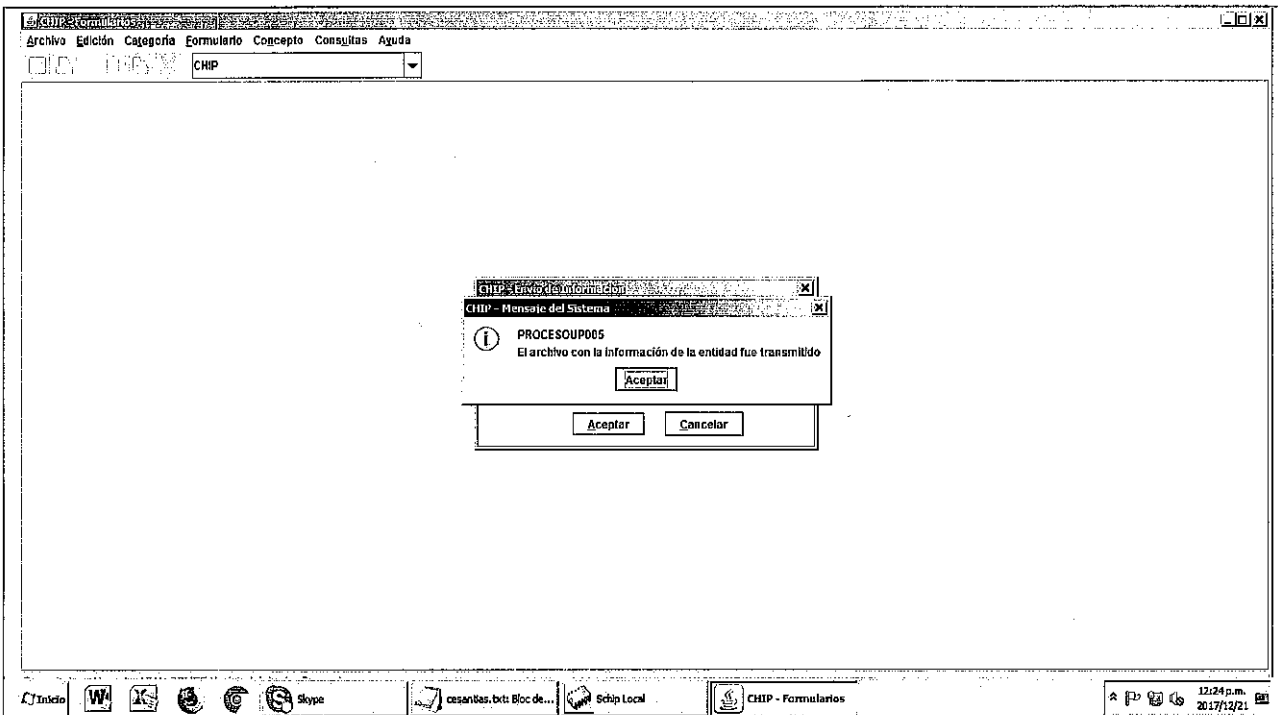 CHIP - Formularios
Archivo Edición Categoría Formulario Concepto Consultas Ayuda
CHIP
CHIP - Envío de Información
CHIP - Mensaje del Sistema
PROCESOUP005
El archivo con la información de la entidad fue transmitido
Aceptar
Aceptar Cancelar
Inicio Skype cesantias.txt: Bloc de... Schip Local CHIP - Formularios 12:24 p.m.
2017/12/21